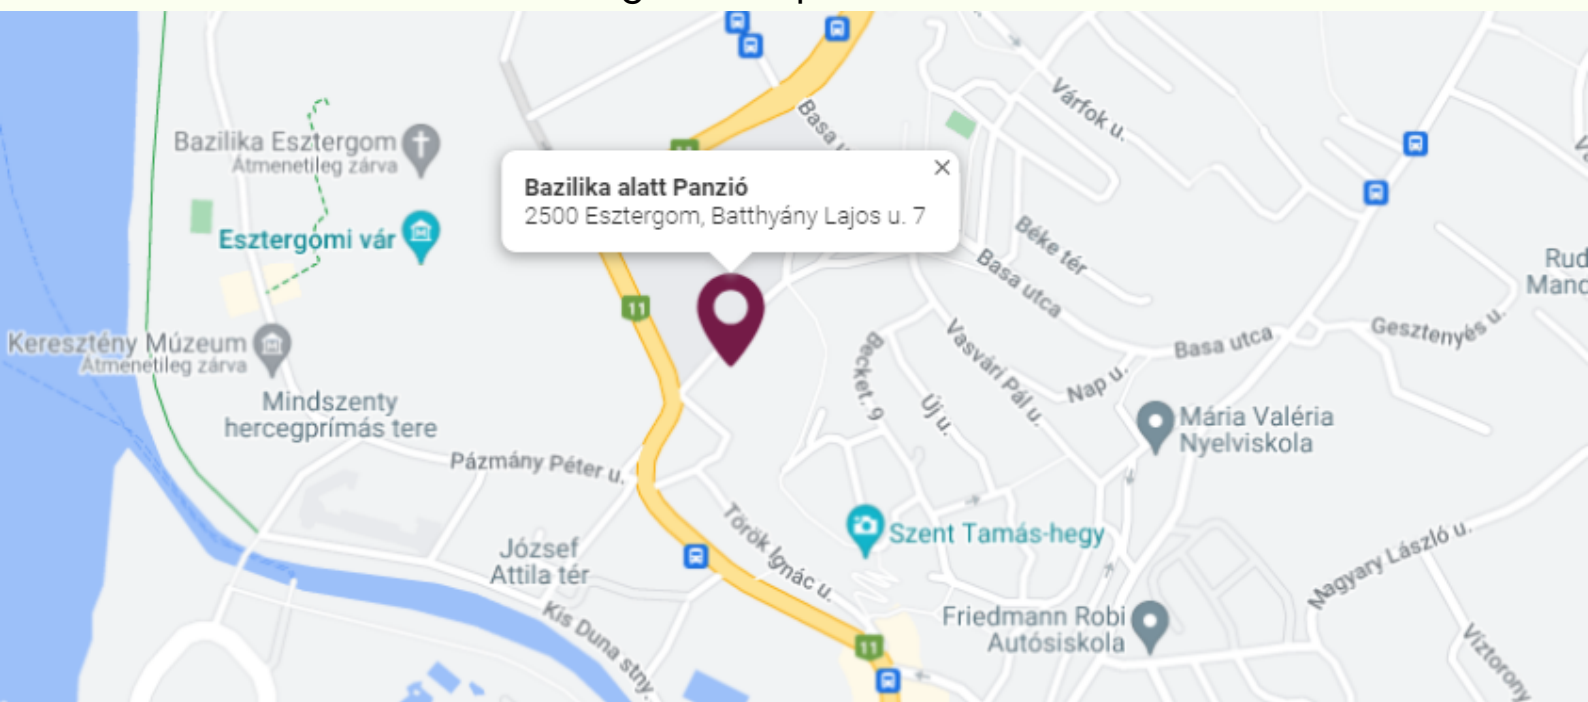 Várfok u.
Basa u
Bazilika Esztergom
Átmenetileg zárva
Bazilika alatt Panzió
2500 Esztergom, Batthyány Lajos u. 7
Esztergomi vár
Béke tér
Basa utca
Rud
Mand
11
Keresztény Múzeum
Átmenetileg zárva
Becket. g
Vasvári Pál u.
Basa utca
Gesztenyés u.
Nap u.
Új u.
Mindszenty
hercegprímás tere
Mária Valéria
Nyelviskola
Pázmány Péter u.
Török Ignác u.
Szent Tamás-hegy
József
Attila tér
Nagyary László u.
Kis Duna stny.
Friedmann Robi
Autósiskola
11
Víztorony